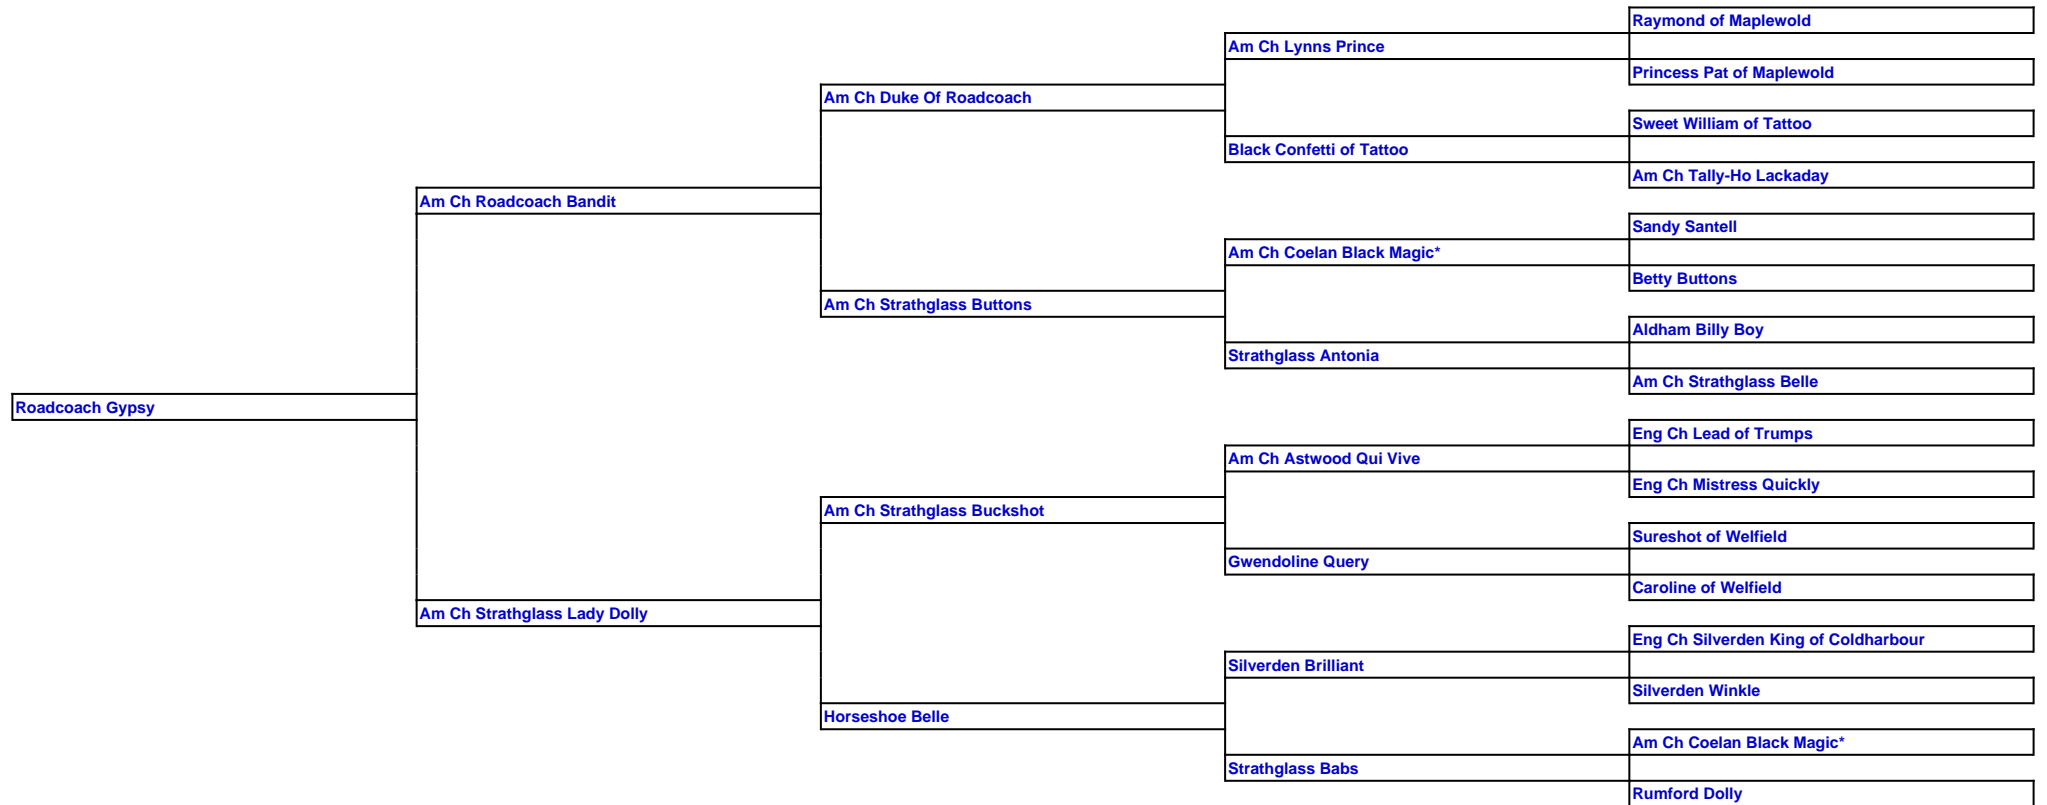 Raymond of Maplewold
Am Ch Lynns Prince
Princess Pat of Maplewold
Am Ch Duke Of Roadcoach
Sweet William of Tattoo
Black Confetti of Tattoo
Am Ch Tally-Ho Lackaday
Am Ch Roadcoach Bandit
Sandy Santell
Am Ch Coelan Black Magic*
Betty Buttons
Am Ch Strathglass Buttons
Aldham Billy Boy
Strathglass Antonia
Am Ch Strathglass Belle
Roadcoach Gypsy
Eng Ch Lead of Trumps
Am Ch Astwood Qui Vive
Eng Ch Mistress Quickly
Am Ch Strathglass Buckshot
Sureshot of Welfield
Gwendoline Query
Caroline of Welfield
Am Ch Strathglass Lady Dolly
Eng Ch Silverden King of Coldharbour
Silverden Brilliant
Silverden Winkle
Horseshoe Belle
Am Ch Coelan Black Magic*
Strathglass Babs
Rumford Dolly